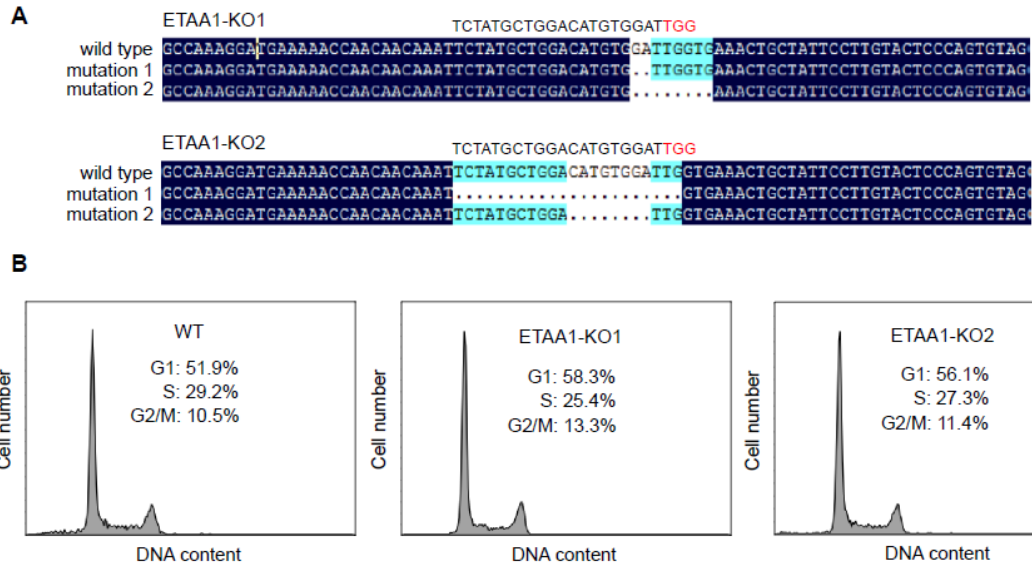 A
ETAA1-KO1
TCTATGCTGGACATGTGGATTGG
wild type GCCAAAGGATGAAAAACCAACAACAAATTCTATGCTGGACATGTGGATTGGTGAAACTGCTATTCCTTGTACTCCCAGTGTAG
mutation 1 GCCAAAGGATGAAAAACCAACAACAAATTCTATGCTGGACATGTG..TTGGTGAAACTGCTATTCCTTGTACTCCCAGTGTAG
mutation 2 GCCAAAGGATGAAAAACCAACAACAAATTCTATGCTGGACATGTG........AAACTGCTATTCCTTGTACTCCCAGTGTAG
ETAA1-KO2
TCTATGCTGGACATGTGGATTGG
wild type GCCAAAGGATGAAAAACCAACAACAAATTCTATGCTGGACATGTGGATTGGTGAAACTGCTATTCCTTGTACTCCCAGTGTAG
mutation 1 GCCAAAGGATGAAAAACCAACAACAAAT......................GTGAAACTGCTATTCCTTGTACTCCCAGTGTAG
mutation 2 GCCAAAGGATGAAAAACCAACAACAAATTCTATGCTGGA........TTGGTGAAACTGCTATTCCTTGTACTCCCAGTGTAG
B
Cell number
WT
G1: 51.9%
S: 29.2%
G2/M: 10.5%
DNA content
Cell number
ETAA1-KO1
G1: 58.3%
S: 25.4%
G2/M: 13.3%
DNA content
Cell number
ETAA1-KO2
G1: 56.1%
S: 27.3%
G2/M: 11.4%
DNA content